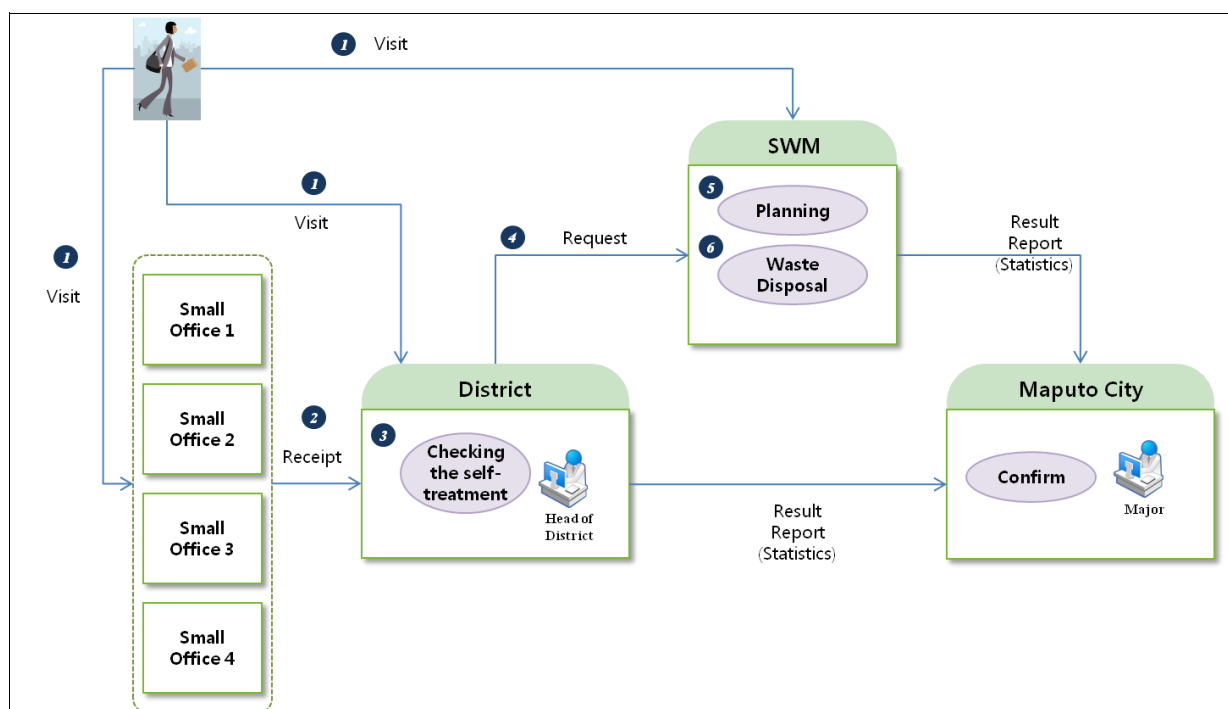 1 Visit
SWM
5
Planning
6
Waste
Disposal
1
Visit
4 Request
Result
Report
(Statistics)
1
Visit
Small
Office 1
Small
Office 2
Small
Office 3
Small
Office 4
2
Receipt
District
3
Checking
the self-
treatment
Head of
District
Result
Report
(Statistics)
Maputo City
Confirm
Major